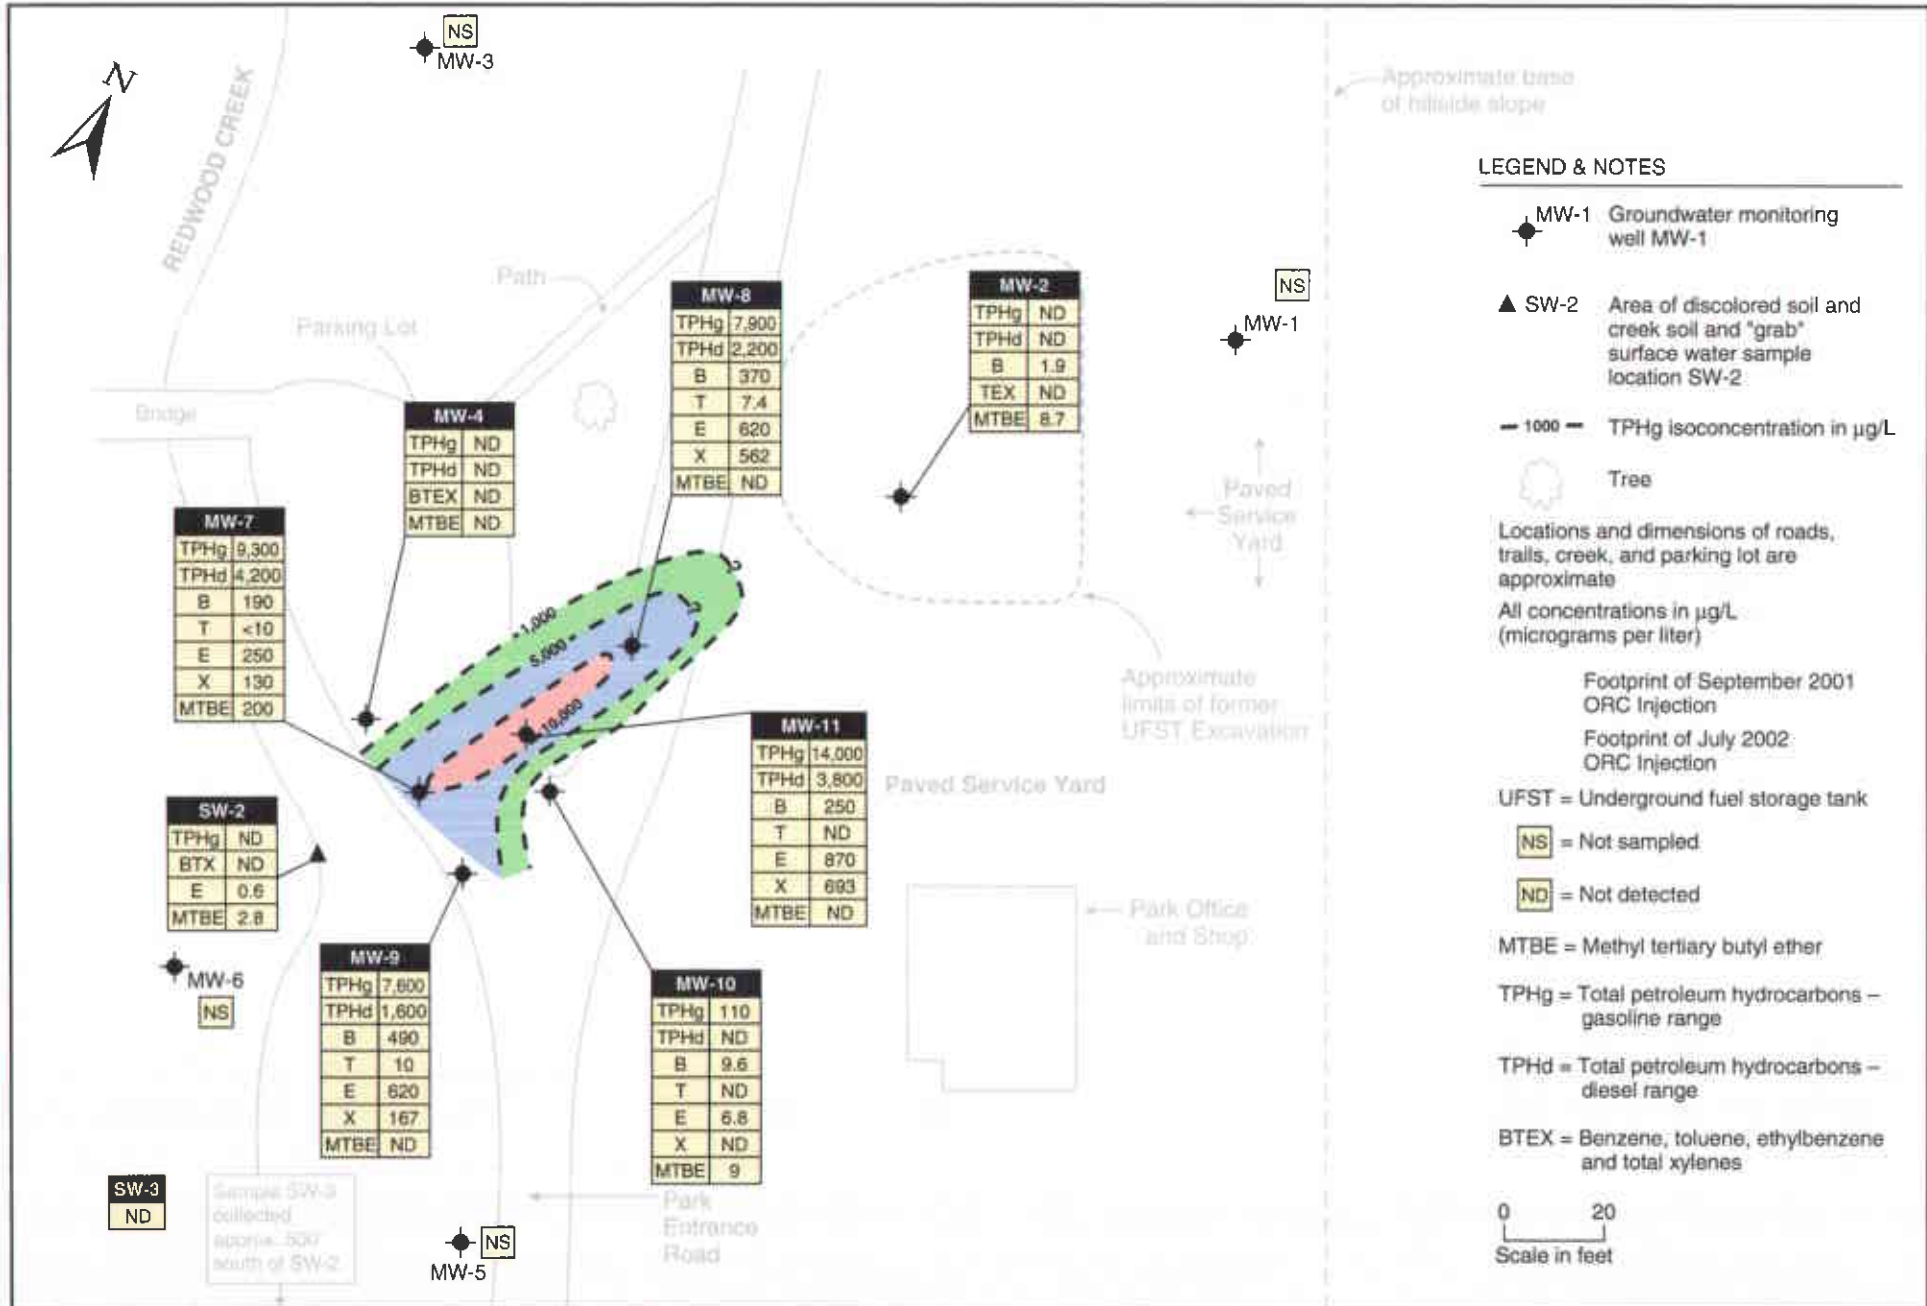 N
REDWOOD CREEK
NS
MW-3
Approximate base
of hillside slope
Path
Parking Lot
Bridge
MW-8
TPHg 7,900
TPHd 2,200
B 370
T 7.4
E 620
X 562
MTBE ND
MW-2
TPHg ND
TPHd ND
B 1.9
TEX ND
MTBE 8.7
NS
MW-1
MW-4
TPHg ND
TPHd ND
BTEX ND
MTBE ND
Paved
Service
Yard
MW-7
TPHg 9,300
TPHd 4,200
B 190
T <10
E 250
X 130
MTBE 200
1,000
5,000
10,000
?
?
Approximate
limits of former
UFST Excavation
MW-11
TPHg 14,000
TPHd 3,800
B 250
T ND
E 870
X 693
MTBE ND
Paved Service Yard
SW-2
TPHg ND
BTX ND
E 0.6
MTBE 2.8
MW-6
NS
MW-9
TPHg 7,600
TPHd 1,600
B 490
T 10
E 620
X 167
MTBE ND
MW-10
TPHg 110
TPHd ND
B 9.6
T ND
E 6.8
X ND
MTBE 9
Park Office
and Shop
SW-3
ND
Sample SW-3
collected
approx. 500'
south of SW-2
NS
MW-5
Park
Entrance
Road
LEGEND & NOTES
MW-1 Groundwater monitoring
well MW-1
SW-2 Area of discolored soil and
creek soil and "grab"
surface water sample
location SW-2
1000 TPHg isoconcentration in µg/L
Tree
Locations and dimensions of roads,
trails, creek, and parking lot are
approximate
All concentrations in µg/L
(micrograms per liter)
Footprint of September 2001
ORC Injection
Footprint of July 2002
ORC Injection
UFST = Underground fuel storage tank
NS = Not sampled
ND = Not detected
MTBE = Methyl tertiary butyl ether
TPHg = Total petroleum hydrocarbons –
gasoline range
TPHd = Total petroleum hydrocarbons –
diesel range
BTEX = Benzene, toluene, ethylbenzene
and total xylenes
0 20
Scale in feet